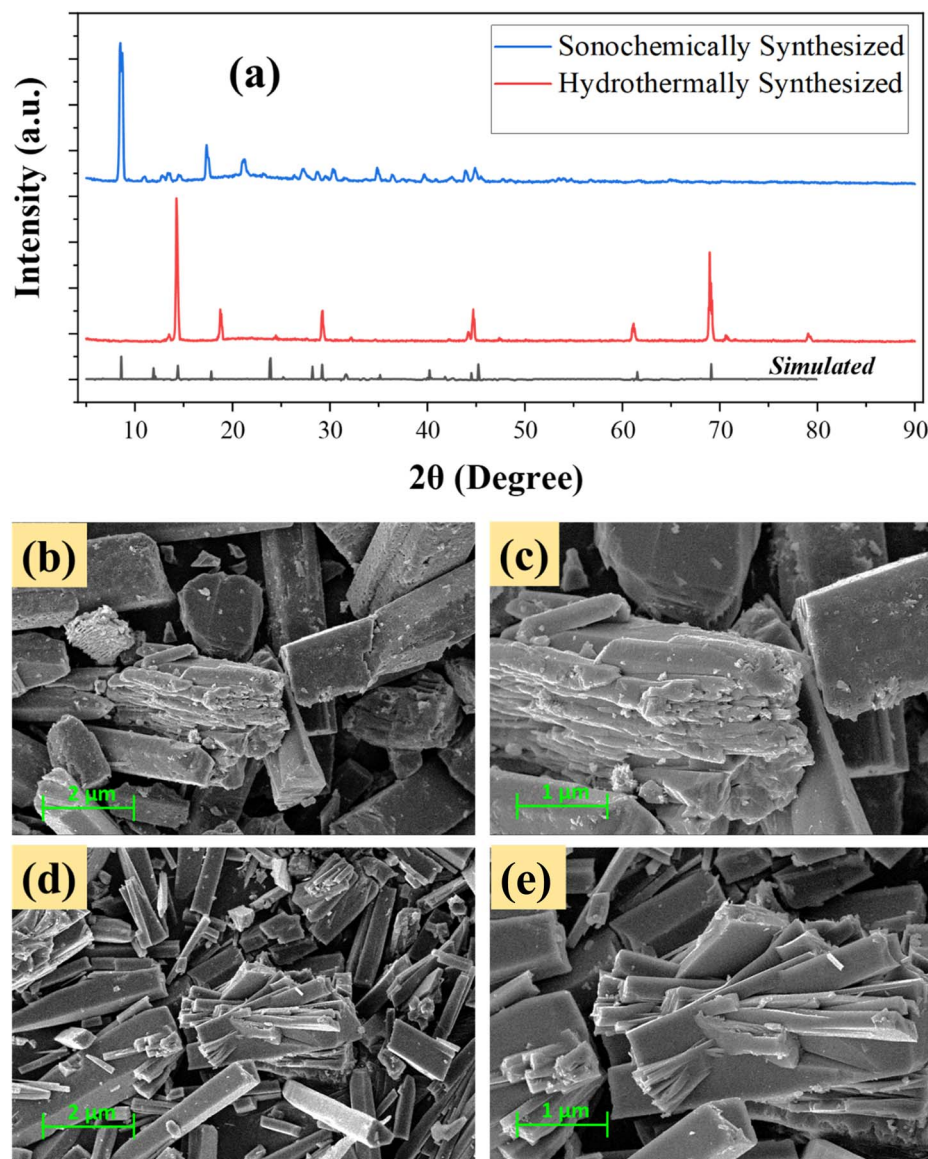 (a)
Sonochemically Synthesized
Hydrothermally Synthesized
Intensity (a.u.)
Simulated
10 20 30 40 50 60 70 80 90
2θ (Degree)
(b)
2 µm
(c)
1 µm
(d)
2 µm
(e)
1 µm